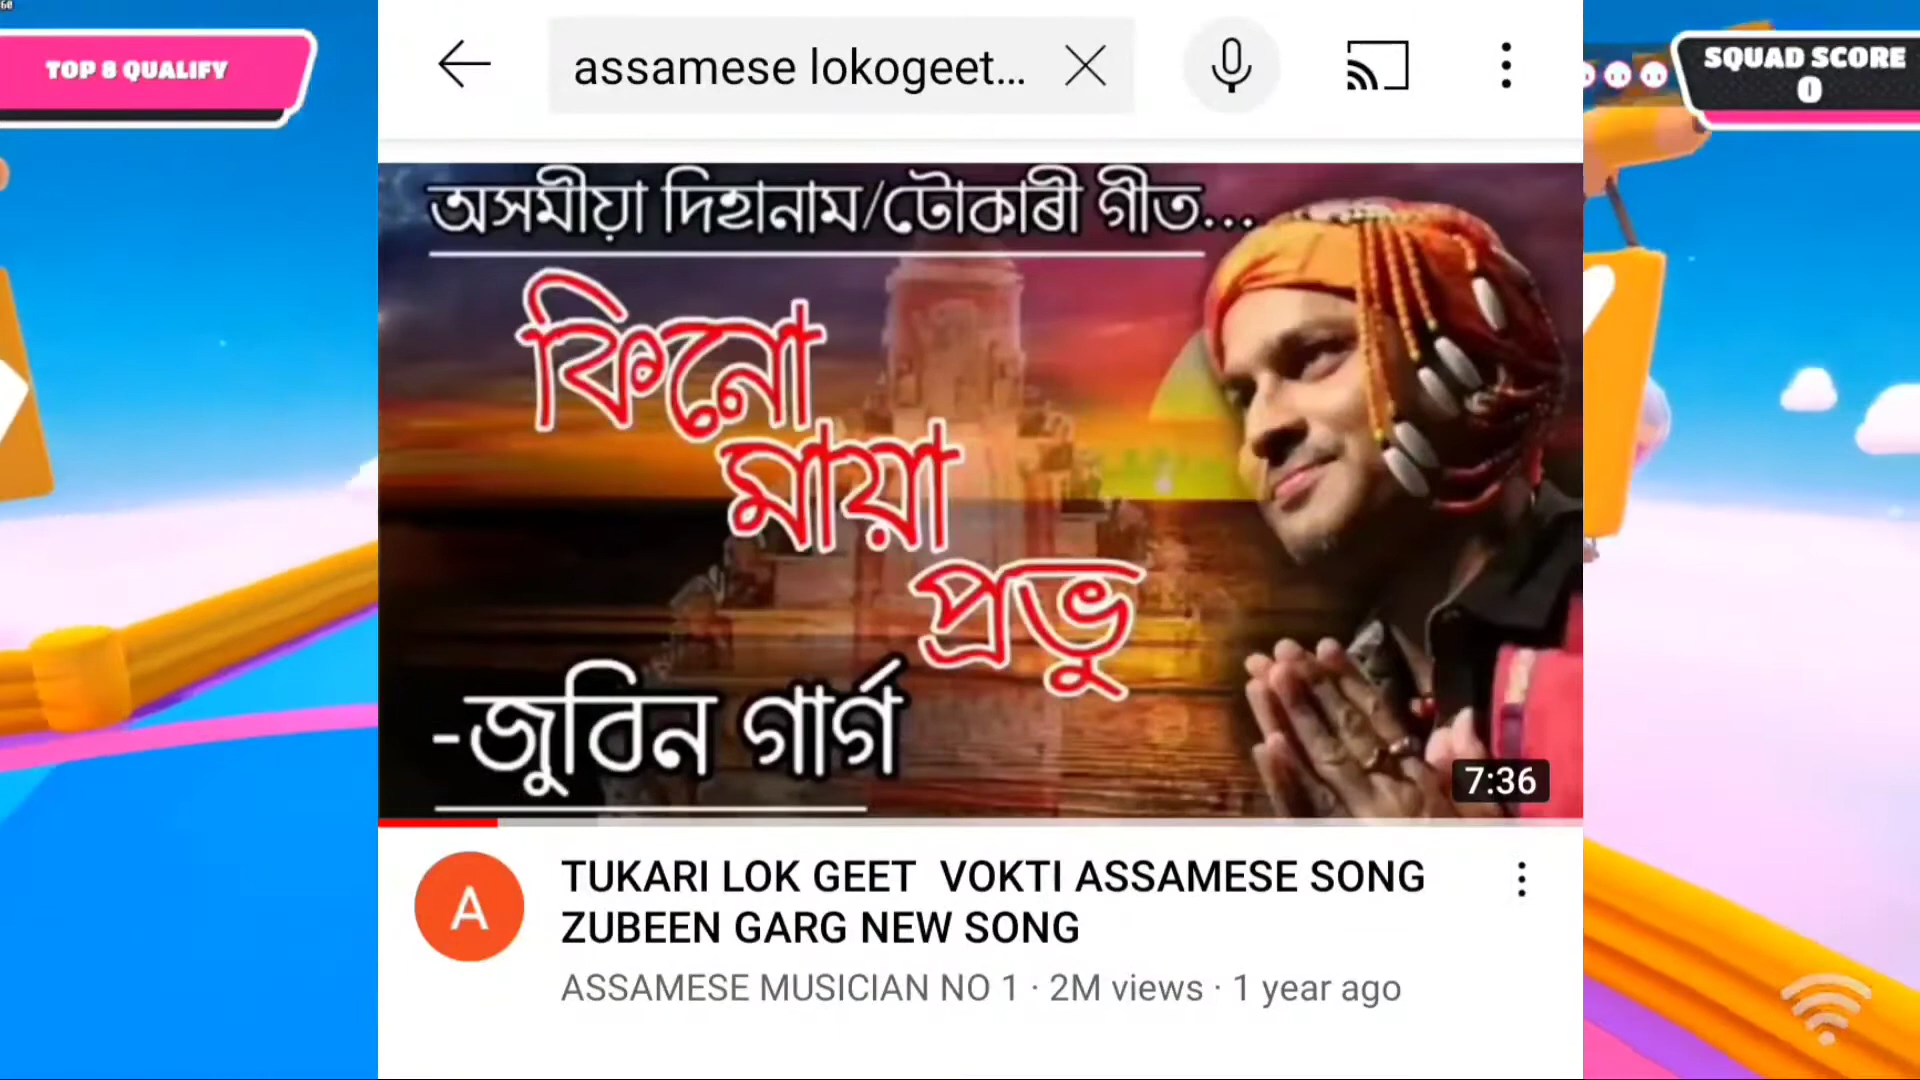 60
TOP 8 QUALIFY
assamese lokogeet...
SQUAD SCORE
0
অসমীয়া দিহানাম/টোকাৰী গীত...
কিনো
মায়া
প্ৰভু
-জুবিন গাৰ্গ
7:36
A
TUKARI LOK GEET VOKTI ASSAMESE SONG
ZUBEEN GARG NEW SONG
ASSAMESE MUSICIAN NO 1 · 2M views · 1 year ago